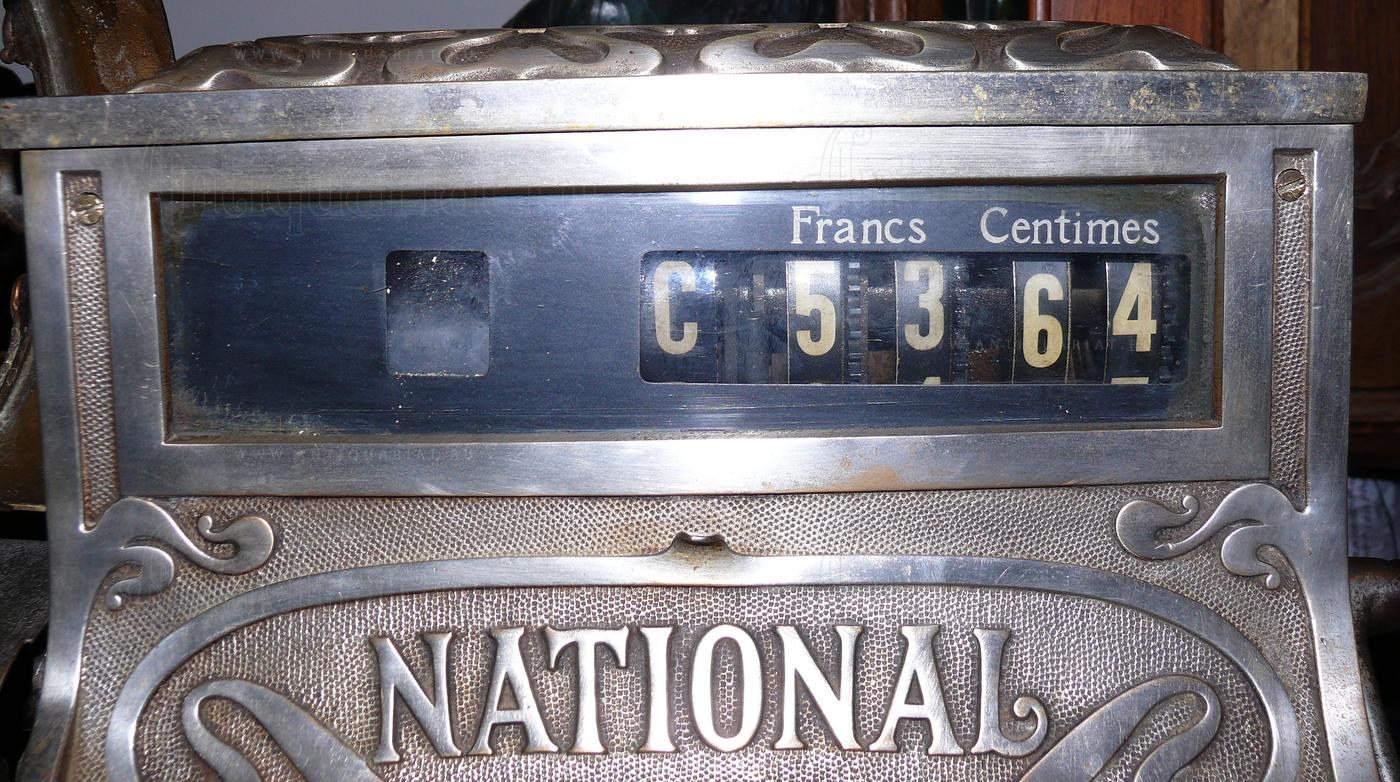 Francs Centimes
C 5 3 6 4
NATIONAL